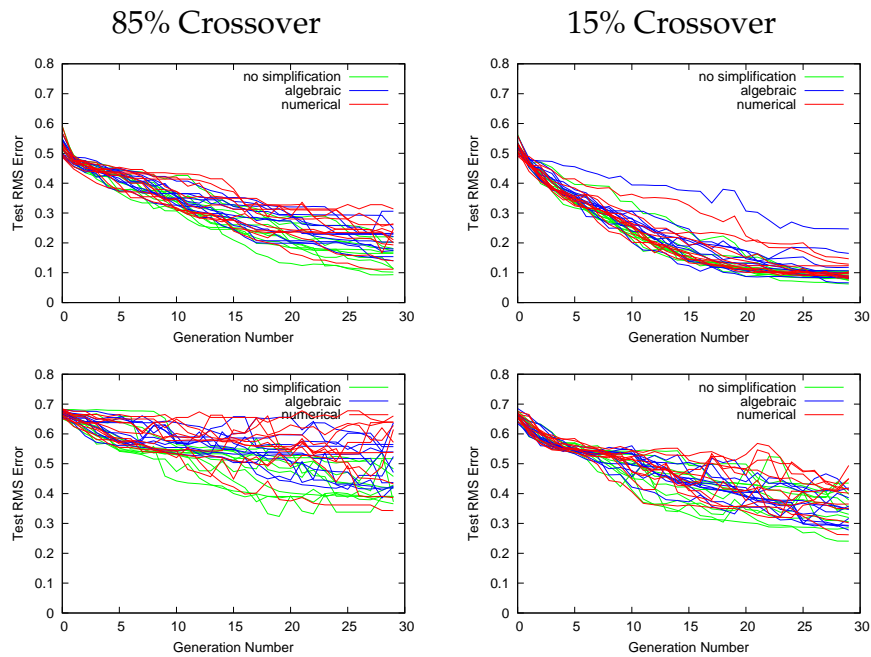 85% Crossover
15% Crossover
0.8
0.7
0.6
0.5
0.4
0.3
0.2
0.1
0
Test RMS Error
no simplification
algebraic
numerical
0 5 10 15 20 25 30
Generation Number
0.8
0.7
0.6
0.5
0.4
0.3
0.2
0.1
0
Test RMS Error
no simplification
algebraic
numerical
0 5 10 15 20 25 30
Generation Number
0.8
0.7
0.6
0.5
0.4
0.3
0.2
0.1
0
Test RMS Error
no simplification
algebraic
numerical
0 5 10 15 20 25 30
Generation Number
0.8
0.7
0.6
0.5
0.4
0.3
0.2
0.1
0
Test RMS Error
no simplification
algebraic
numerical
0 5 10 15 20 25 30
Generation Number